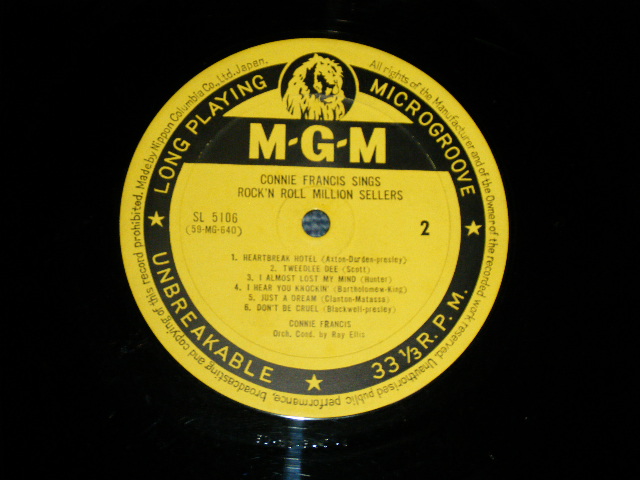 All rights of the Manufacturer and of the Owner of the recorded work reserved. Unauthorised public performance, broadcasting and copying of this record prohibited. Made by Nippon Columbia Co., Ltd. Japan.
LONG PLAYING
MICROGROOVE
M-G-M
CONNIE FRANCIS SINGS
ROCK'N ROLL MILLION SELLERS
SL 5106
(59-MG-640)
2
1. HEARTBREAK HOTEL (Axton-Durden-presley)
2. TWEEDLEE DEE (Scott)
3. I ALMOST LOST MY MIND (Hunter)
4. I HEAR YOU KNOCKIN' (Bartholomew-King)
5. JUST A DREAM (Clanton-Matassa)
6. DON'T BE CRUEL (Blackwell-presley)
CONNIE FRANCIS
Orch. Cond. by Ray Ellis
UNBREAKABLE
33 1/3 R.P.M.